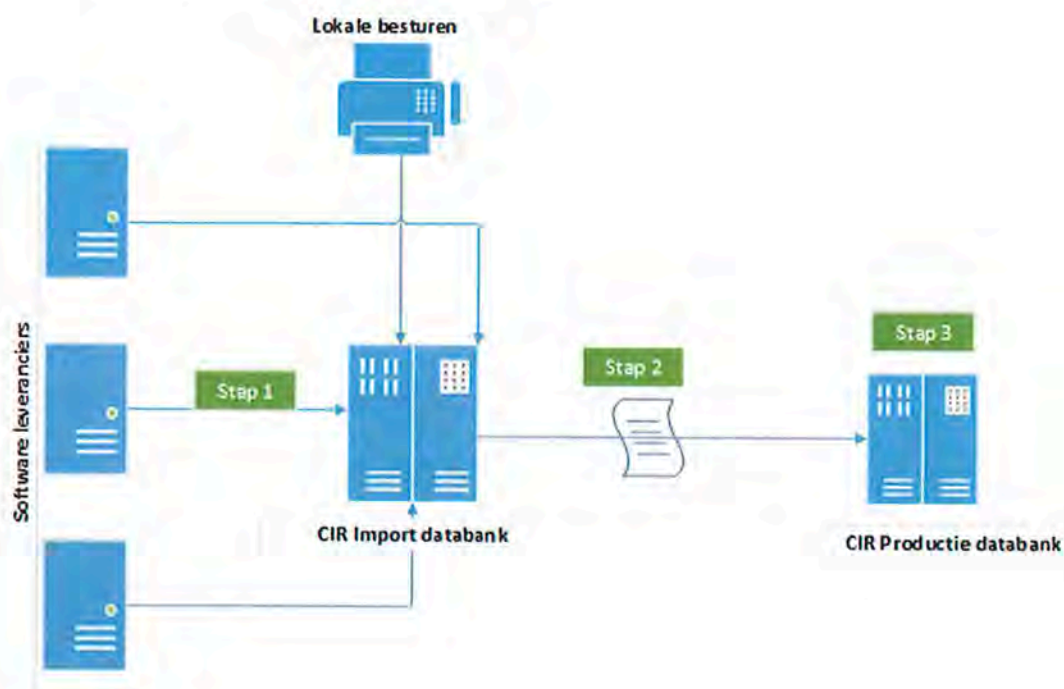 Lokale besturen
Software leveranciers
Stap 1
Stap 2
Stap 3
CIR Import databank
CIR Productie databank